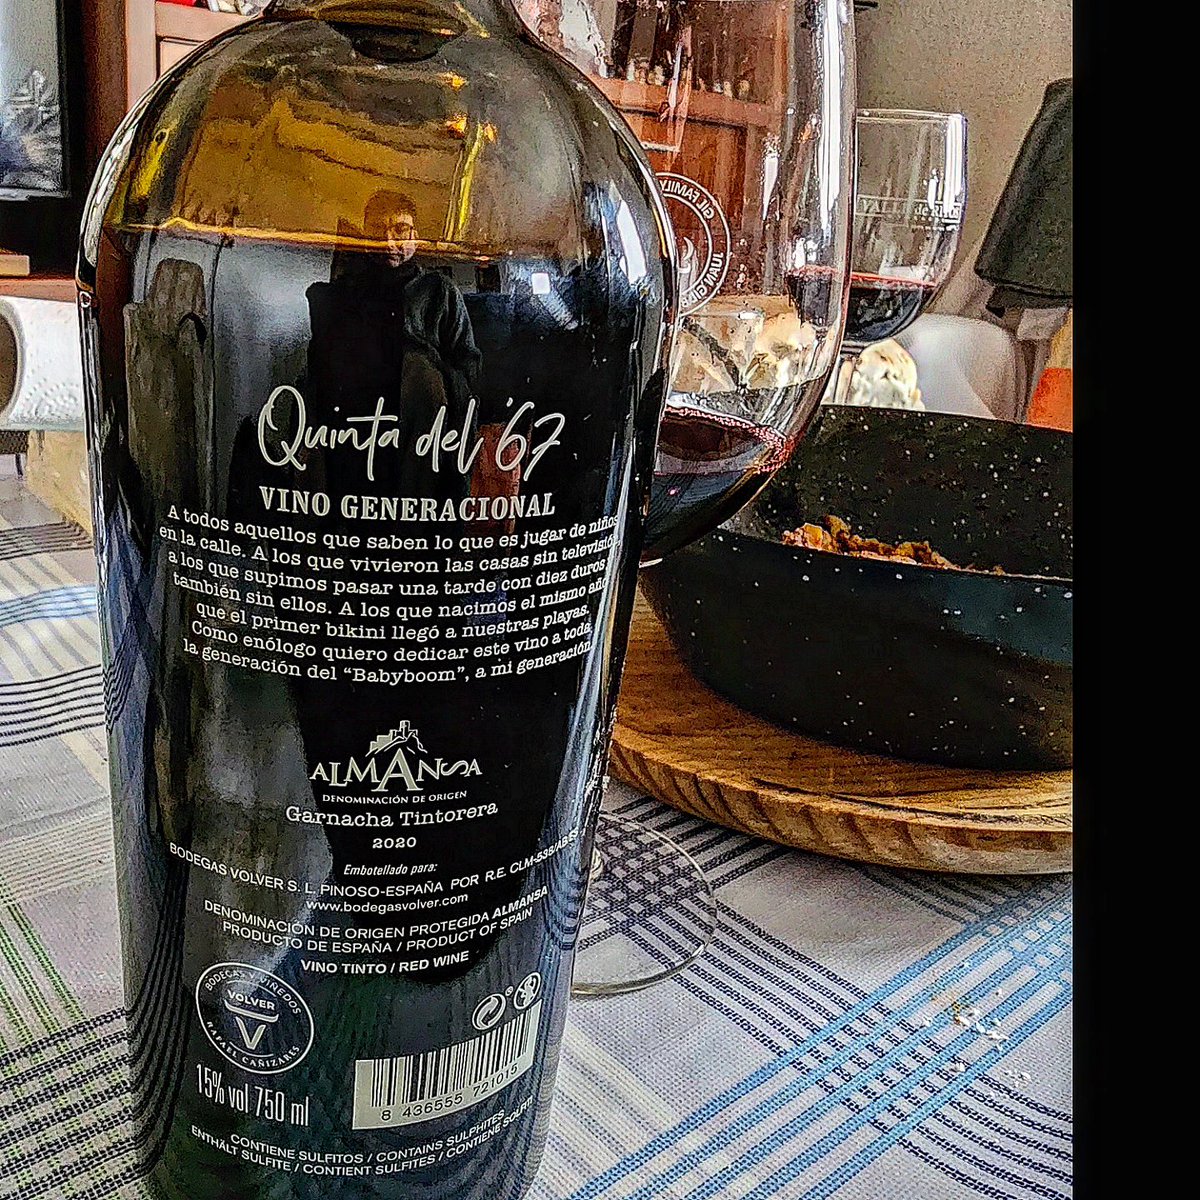 Quinta del '67
VINO GENERACIONAL
A todos aquellos que saben lo que es jugar de niños
en la calle. A los que vivieron las casas sin televisión,
a los que supimos pasar una tarde con diez duros
también sin ellos. A los que nacimos el mismo año
que el primer bikini llegó a nuestras playas.
Como enólogo quiero dedicar este vino a toda
la generación del “Babyboom”, a mi generación.
ALMANSA
DENOMINACIÓN DE ORIGEN
Garnacha Tintorera
2020
Embotellado para:
BODEGAS VOLVER S. L. PINOSO-ESPAÑA POR R.E. CLM-538/AB
www.bodegasvolver.com
DENOMINACIÓN DE ORIGEN PROTEGIDA ALMANSA
PRODUCTO DE ESPAÑA / PRODUCT OF SPAIN
VINO TINTO / RED WINE
BODEGAS Y VIÑEDOS
VOLVER
V
RAFAEL CAÑIZARES
15% vol 750 ml
8 436555 721015
CONTIENE SULFITOS / CONTAINS SULPHITES
ENTHÄLT SULFITE / CONTIENT SULFITES / CONTIENE SOLFITI
GIL FAMILY
JUAN GIL